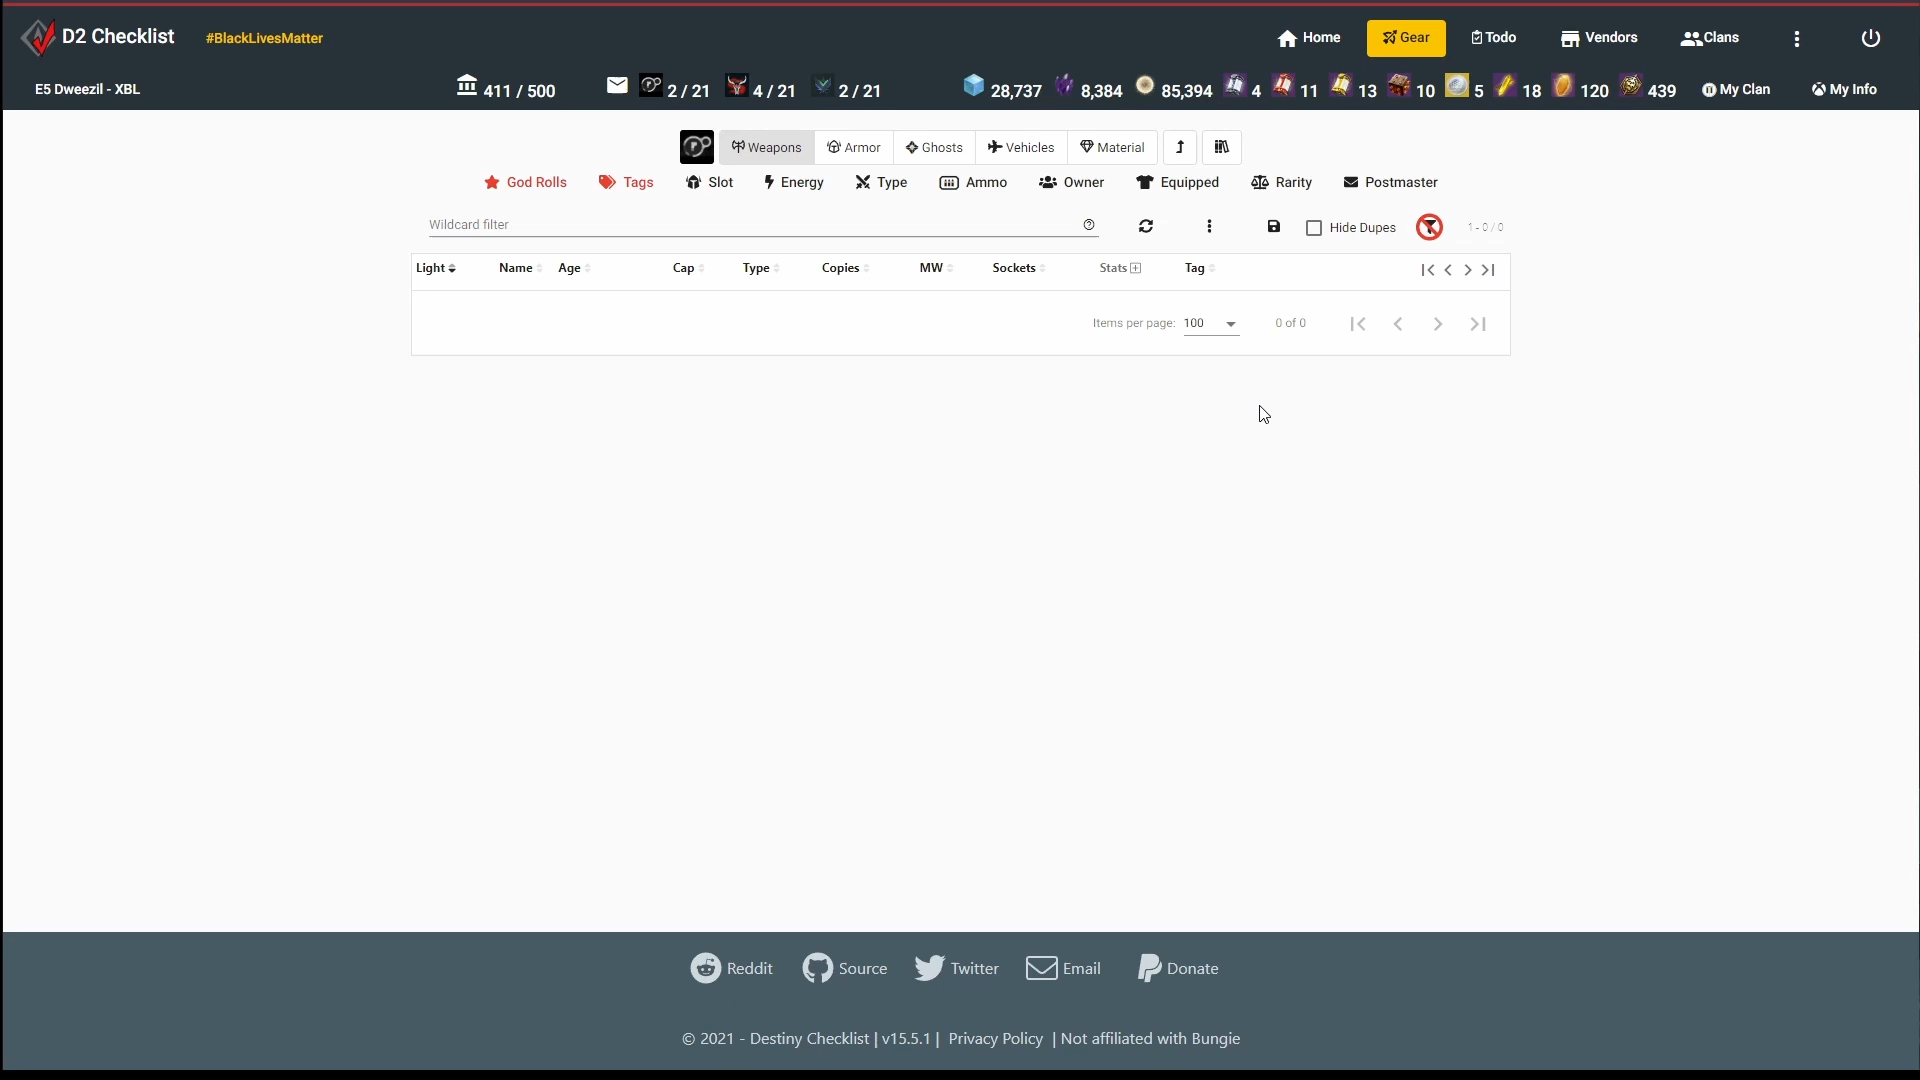 D2 Checklist #BlackLivesMatter Home Gear Todo Vendors Clans
E5 Dweezil - XBL 411 / 500 2 / 21 4 / 21 2 / 21 28,737 8,384 85,394 4 11 13 10 5 18 120 439 My Clan My Info
Weapons Armor Ghosts Vehicles Material
God Rolls Tags Slot Energy Type Ammo Owner Equipped Rarity Postmaster
Wildcard filter Hide Dupes 1 - 0 / 0
Light Name Age Cap Type Copies MW Sockets Stats Tag
Items per page: 100 0 of 0
Reddit Source Twitter Email Donate
© 2021 - Destiny Checklist | v15.5.1 | Privacy Policy | Not affiliated with Bungie